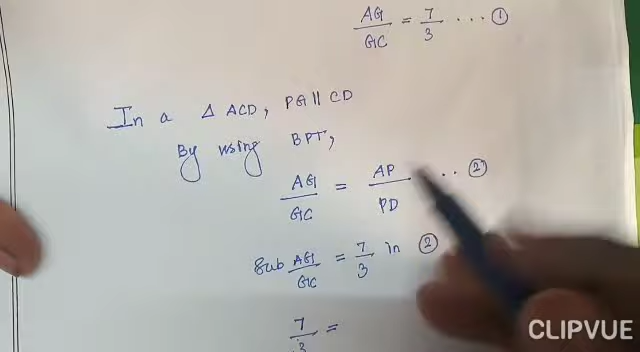 AG/GC = 7/3 ... ①
In a Δ ACD, PG || CD
By using BPT,
AG/GC = AP/PD ... ②
Sub AG/GC = 7/3 in ②
7/3 =
CLIPVUE